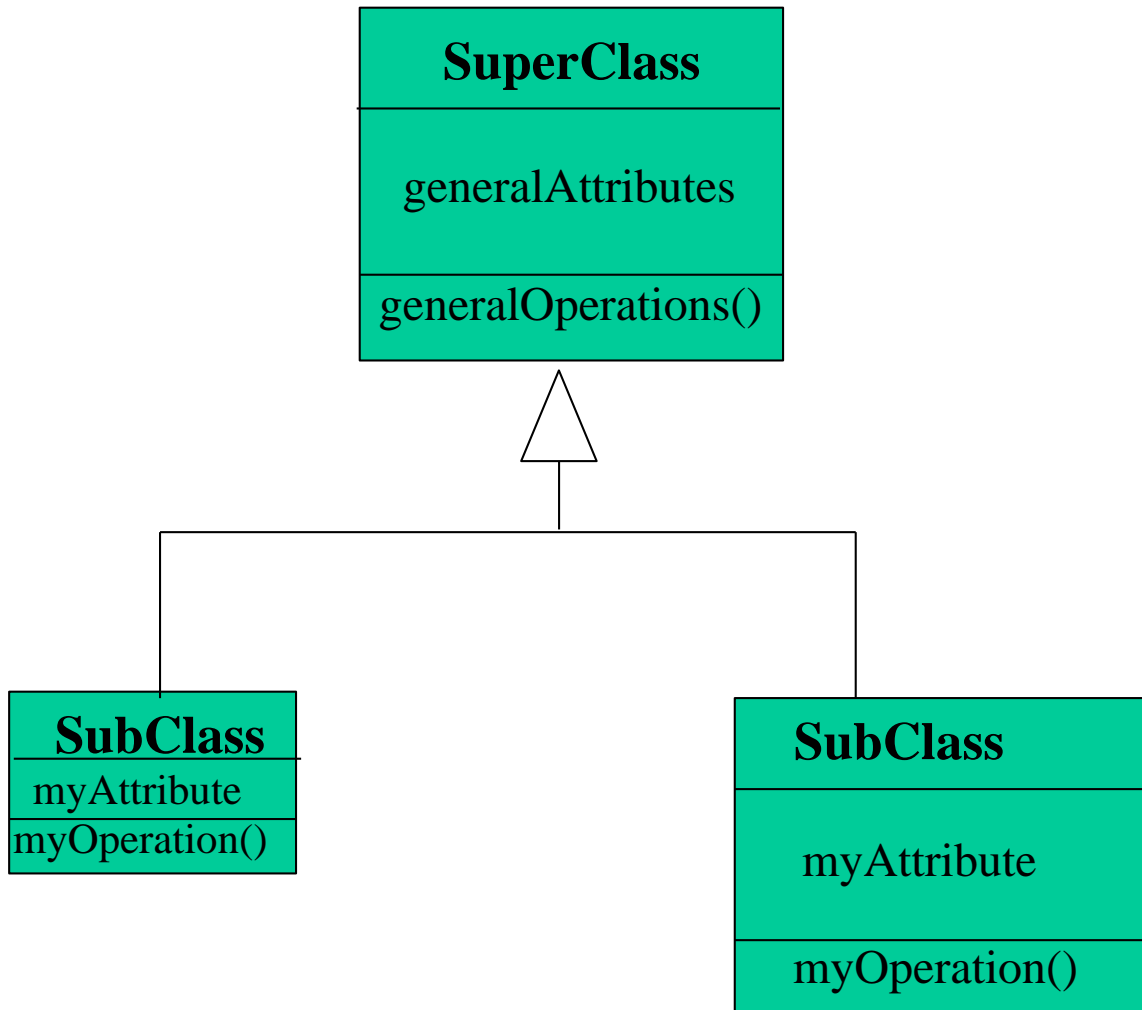 SuperClass
generalAttributes
generalOperations()
SubClass
myAttribute
myOperation()
SubClass
myAttribute
myOperation()